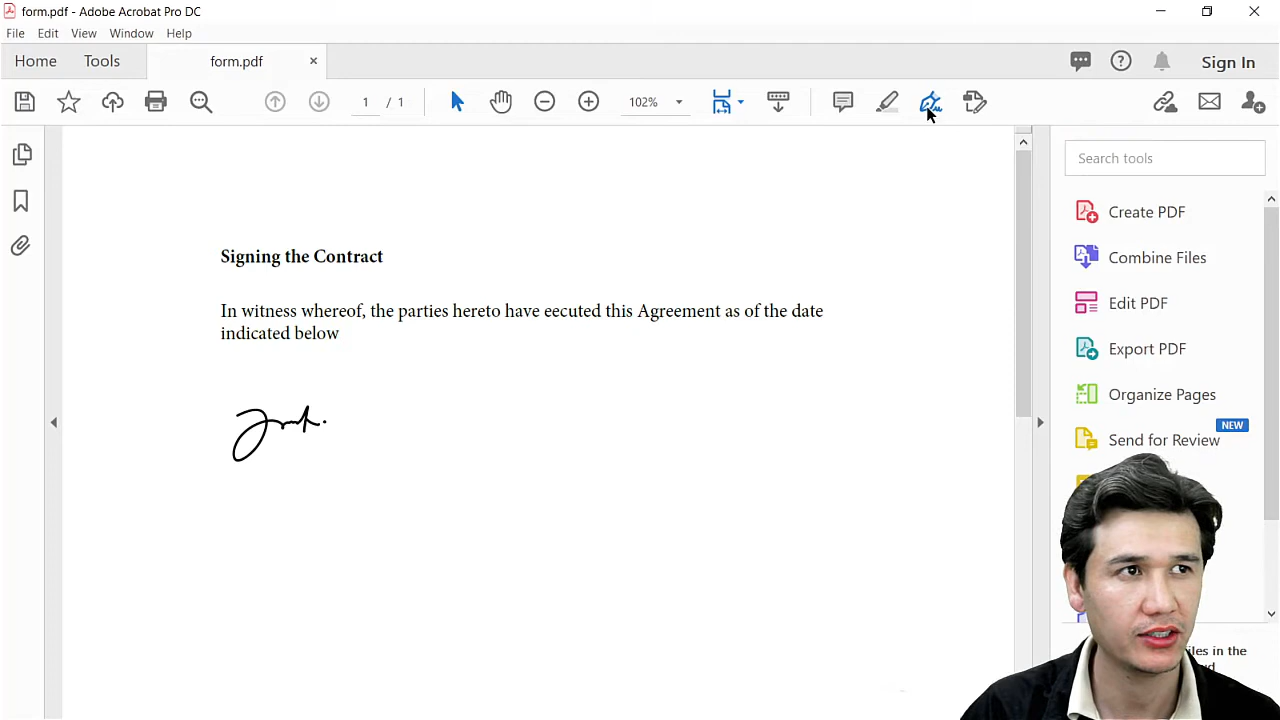 form.pdf - Adobe Acrobat Pro DC
File Edit View Window Help
Home Tools form.pdf Sign In
1 / 1 102%
Search tools
Create PDF
Combine Files
Edit PDF
Export PDF
Organize Pages
NEW
Send for Review
Signing the Contract
In witness whereof, the parties hereto have eecuted this Agreement as of the date
indicated below
in the